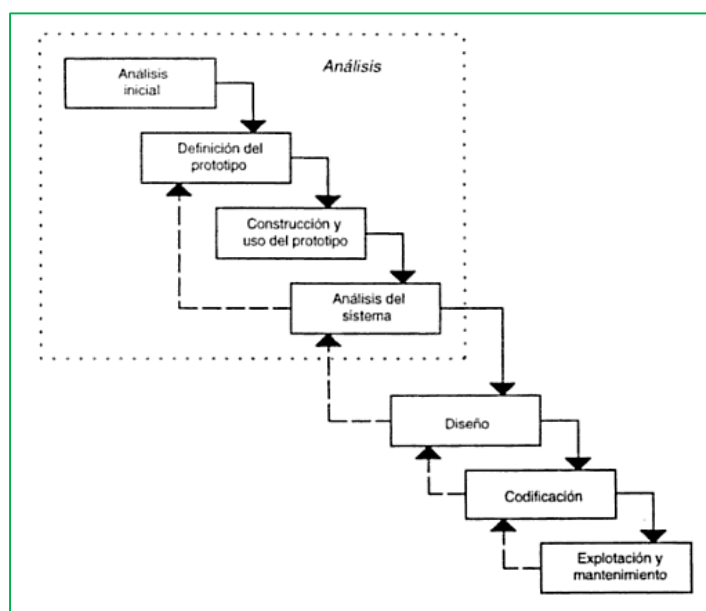 Análisis
Análisis
inicial
Definición del
prototipo
Construcción y
uso del prototipo
Análisis del
sistema
Diseño
Codificación
Explotación y
mantenimiento